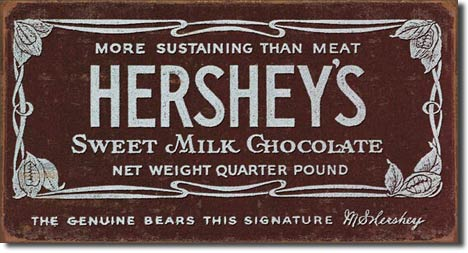 MORE SUSTAINING THAN MEAT
HERSHEY'S
SWEET MILK CHOCOLATE
NET WEIGHT QUARTER POUND
THE GENUINE BEARS THIS SIGNATURE M.S. Hershey